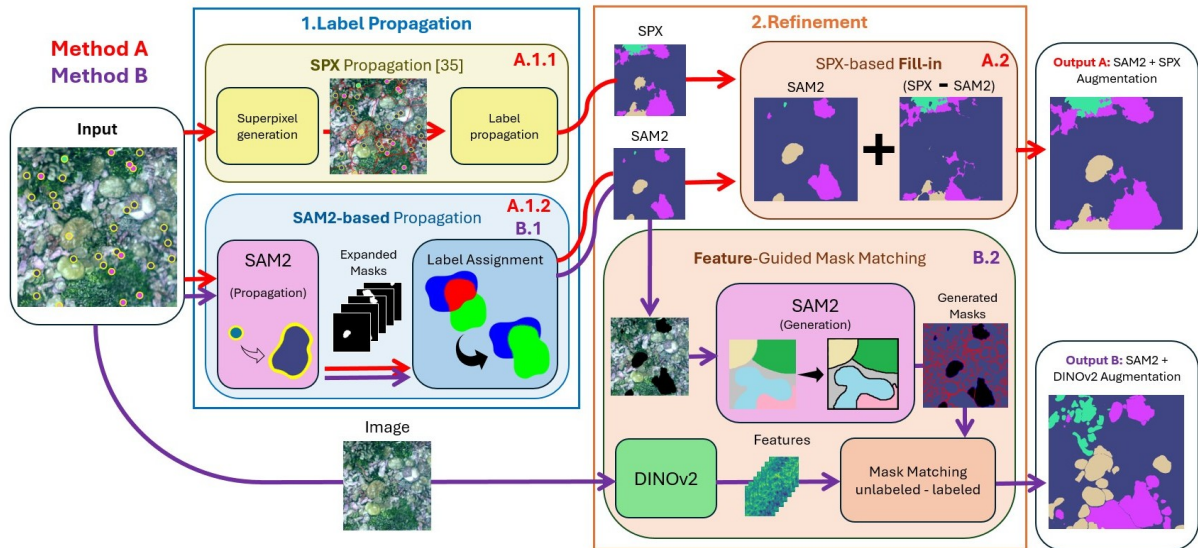 Method A
Method B
Input
1.Label Propagation
SPX Propagation [35]
A.1.1
Superpixel
generation
Label
propagation
SAM2-based Propagation
A.1.2
B.1
SAM2
(Propagation)
Expanded
Masks
Label Assignment
Image
2.Refinement
SPX
SAM2
SPX-based Fill-in
A.2
SAM2
(SPX - SAM2)
+
Feature-Guided Mask Matching
B.2
SAM2
(Generation)
Generated
Masks
DINOv2
Features
Mask Matching
unlabeled - labeled
Output A: SAM2 + SPX
Augmentation
Output B: SAM2 +
DINOv2 Augmentation